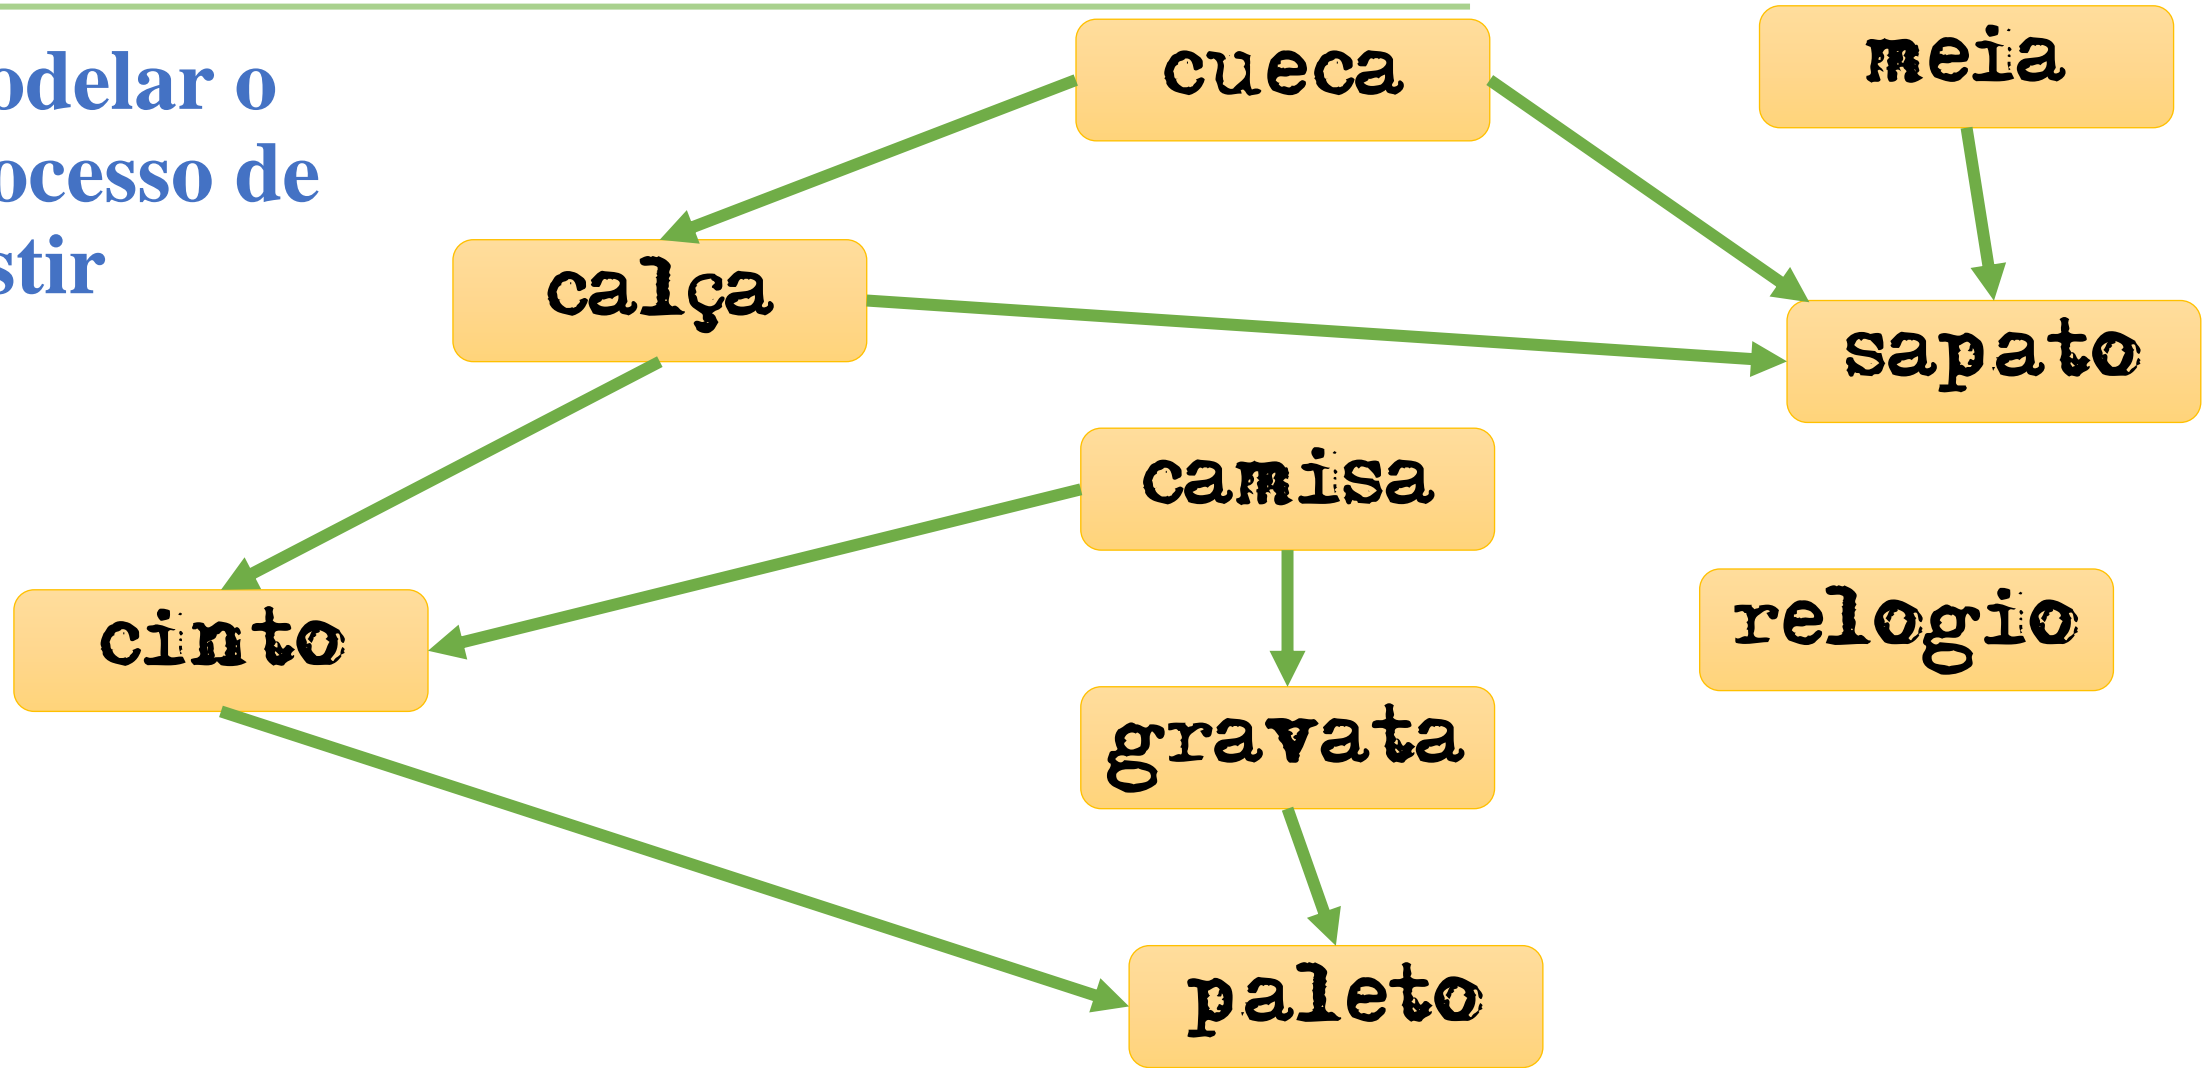 odelar o
ocesso de
stir
cueca
meia
calça
sapato
camisa
cinto
relogio
gravata
paleto